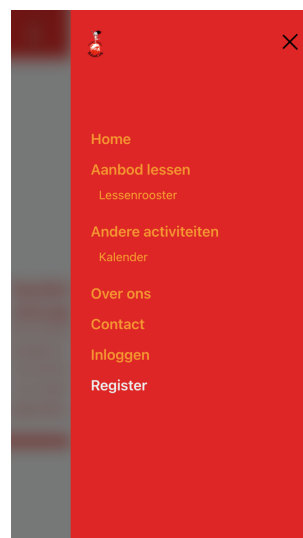 Home
Aanbod lessen
Lessenrooster
Andere activiteiten
Kalender
Over ons
Contact
Inloggen
Register